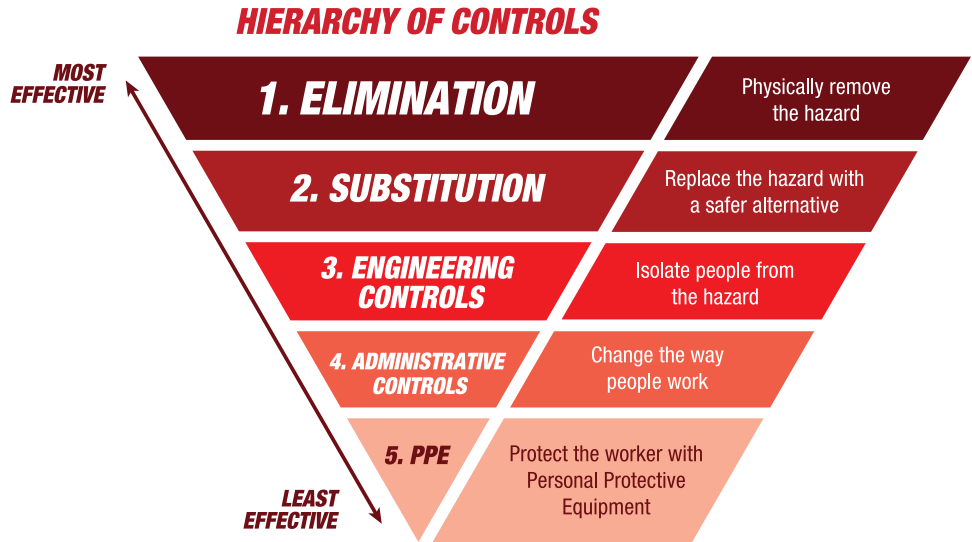 HIERARCHY OF CONTROLS
MOST
EFFECTIVE
1. ELIMINATION
Physically remove
the hazard
2. SUBSTITUTION
Replace the hazard with
a safer alternative
3. ENGINEERING
CONTROLS
Isolate people from
the hazard
4. ADMINISTRATIVE
CONTROLS
Change the way
people work
5. PPE
Protect the worker with
Personal Protective
Equipment
LEAST
EFFECTIVE